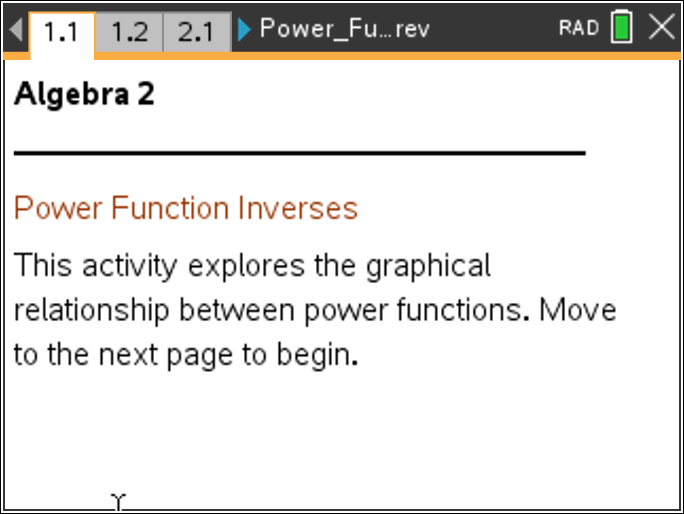 1.1 1.2 2.1 Power_Fu...rev RAD
Algebra 2
Power Function Inverses
This activity explores the graphical
relationship between power functions. Move
to the next page to begin.